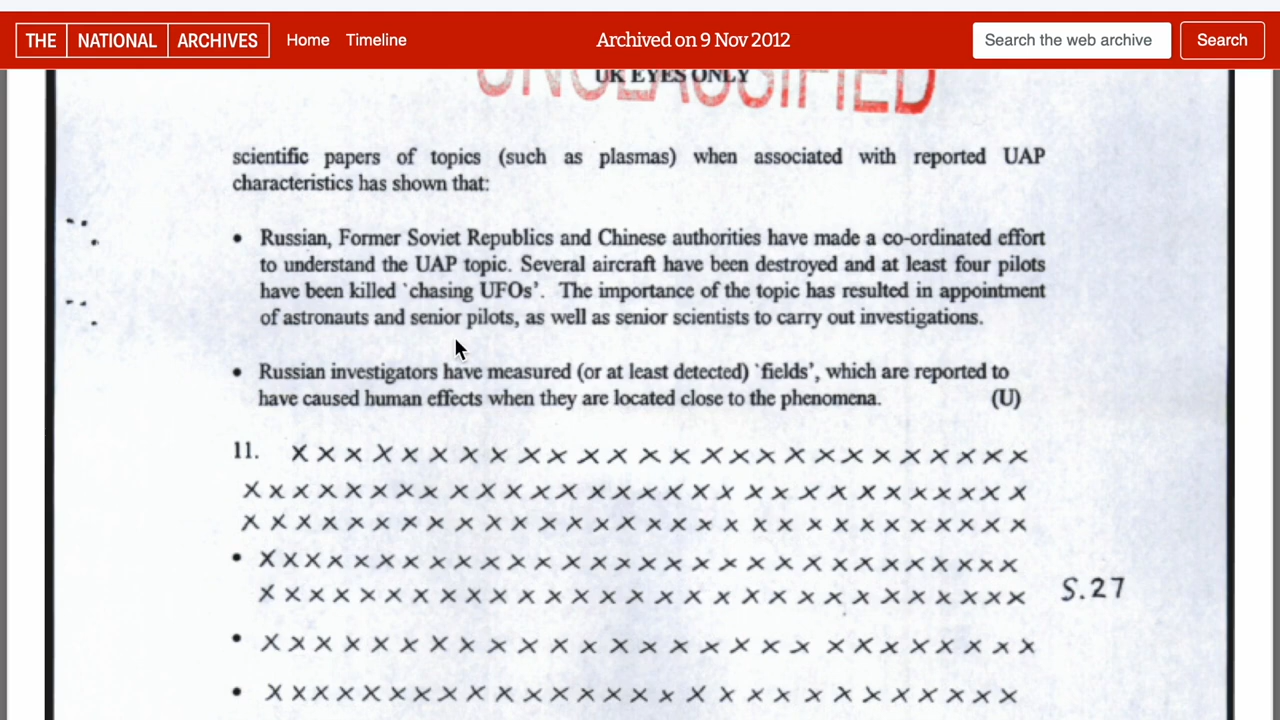 THE NATIONAL ARCHIVES Home Timeline Archived on 9 Nov 2012 Search the web archive Search
UNCLASSIFIED
UK EYES ONLY
scientific papers of topics (such as plasmas) when associated with reported UAP
characteristics has shown that:
• Russian, Former Soviet Republics and Chinese authorities have made a co-ordinated effort
to understand the UAP topic. Several aircraft have been destroyed and at least four pilots
have been killed `chasing UFOs'. The importance of the topic has resulted in appointment
of astronauts and senior pilots, as well as senior scientists to carry out investigations.
• Russian investigators have measured (or at least detected) `fields', which are reported to
have caused human effects when they are located close to the phenomena. (U)
11. x x x x x x x x x x x x x x x x x x x x x x x x x x
x x x x x x x x x x x x x x x x x x x x x x x x x x x x x
x x x x x x x x x x x x x x x x x x x x x x x x x x x x
• x x x x x x x x x x x x x x x x x x x x x x x x x x x x x
x x x x x x x x x x x x x x x x x x x x x x x x x x x x
S.27
• x x x x x x x x x x x x x x x x x x x x x x x x x x x
• x x x x x x x x x x x x x x x x x x x x x x x x x x x x